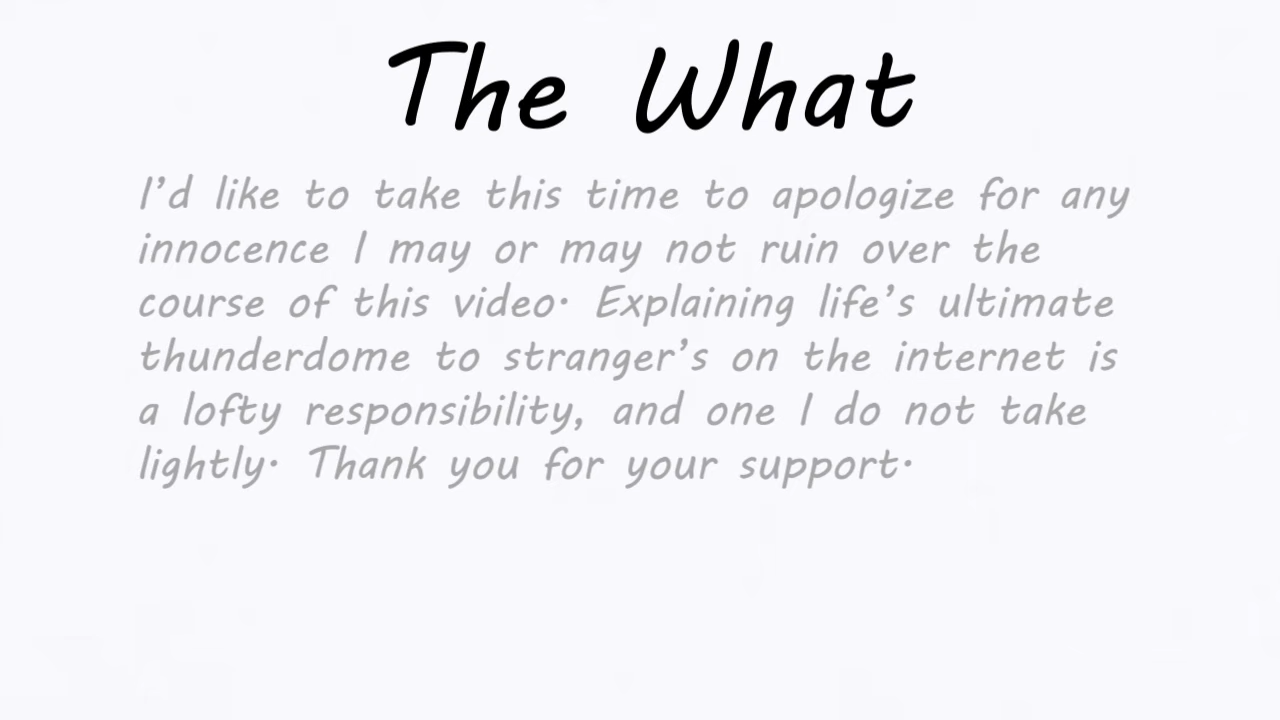 The What
I’d like to take this time to apologize for any
innocence I may or may not ruin over the
course of this video. Explaining life’s ultimate
thunderdome to stranger’s on the internet is
a lofty responsibility, and one I do not take
lightly. Thank you for your support.